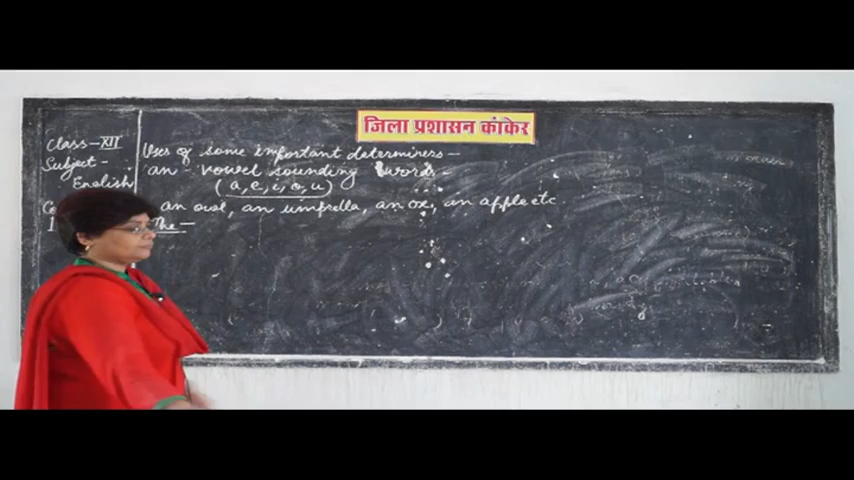 जिला प्रशासन कांकेर
Class-XII
Subject -
English
Uses of some important determiners -
an - vowel sounding words -
(a, e, i, o, u)
an owl, an umbrella, an ox, an apple etc
The -